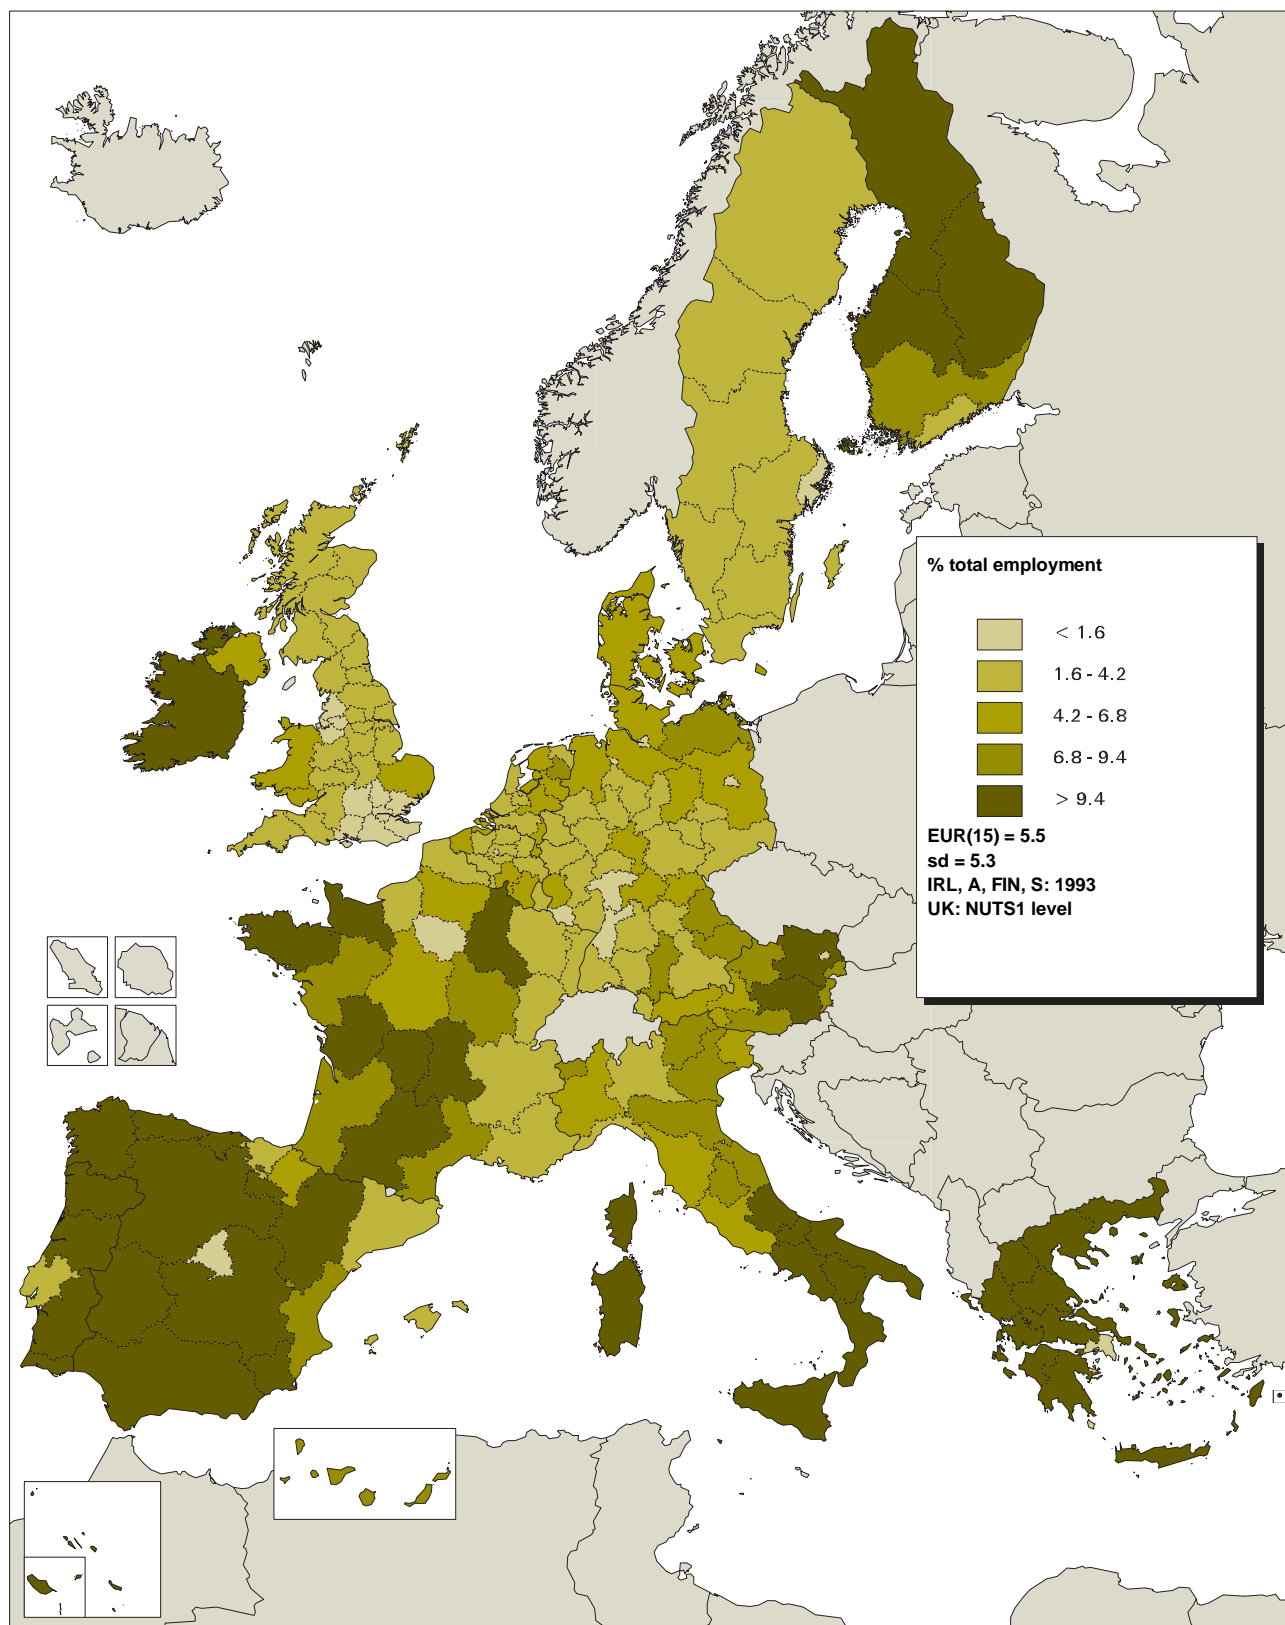 % total employment
< 1.6
1.6 - 4.2
4.2 - 6.8
6.8 - 9.4
> 9.4
EUR(15) = 5.5
sd = 5.3
IRL, A, FIN, S: 1993
UK: NUTS1 level